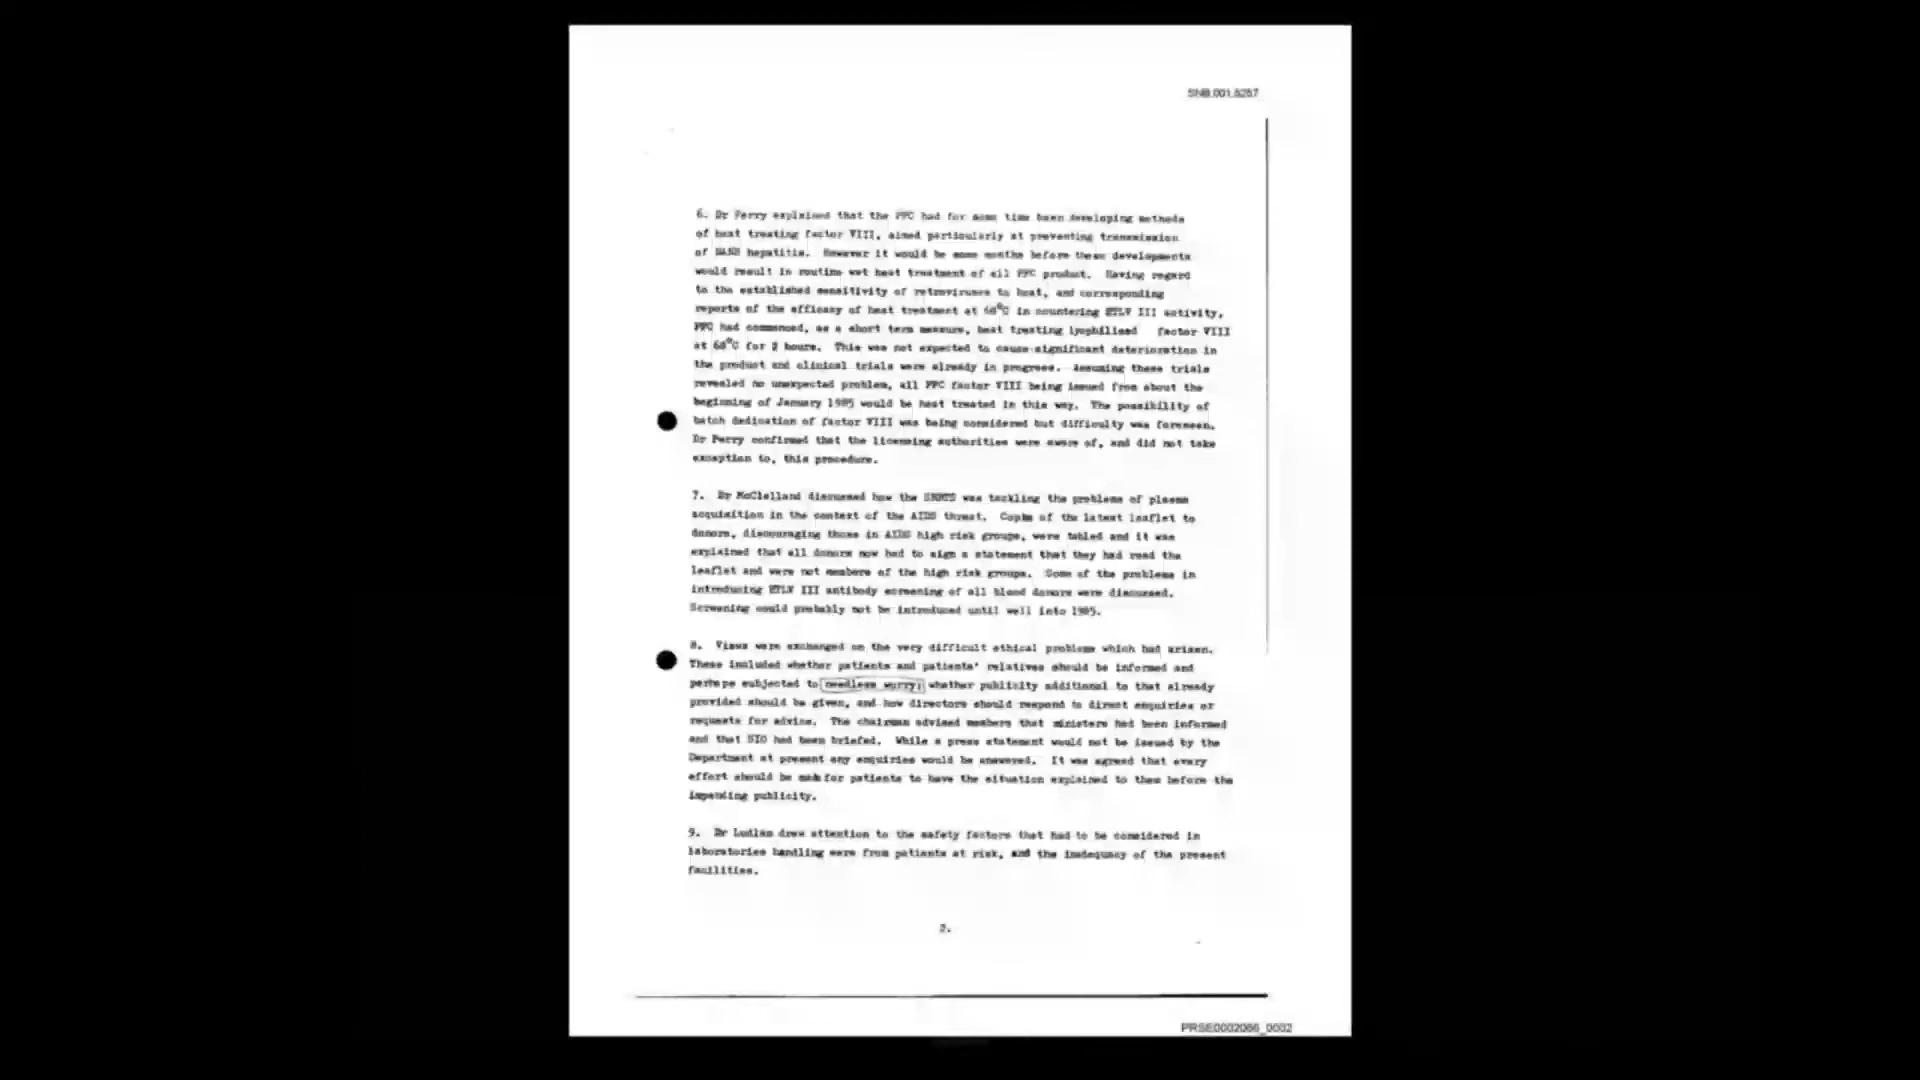 SNB.001.5257
6. Dr Perry explained that the PFC had for some time been developing methods
of heat treating factor VIII, aimed particularly at preventing transmission
of NANB hepatitis. However it would be some months before these developments
would result in routine wet heat treatment of all PFC product. Having regard
to the established sensitivity of retroviruses to heat, and corresponding
reports of the efficacy of heat treatment at 68°C in countering HTLV III activity,
PFC had commenced, as a short term measure, heat treating lyophilised factor VIII
at 68°C for 2 hours. This was not expected to cause significant deterioration in
the product and clinical trials were already in progress. Assuming these trials
revealed no unexpected problem, all PFC factor VIII being issued from about the
beginning of January 1985 would be heat treated in this way. The possibility of
batch dedication of factor VIII was being considered but difficulty was foreseen.
Dr Perry confirmed that the licensing authorities were aware of, and did not take
exception to, this procedure.
7. Dr McClelland discussed how the SNBTS was tackling the problems of plasma
acquisition in the context of the AIDS threat. Copies of the latest leaflet to
donors, discouraging those in AIDS high risk groups, were tabled and it was
explained that all donors now had to sign a statement that they had read the
leaflet and were not members of the high risk groups. Some of the problems in
introducing HTLV III antibody screening of all blood donors were discussed.
Screening could probably not be introduced until well into 1985.
8. Views were exchanged on the very difficult ethical problems which had arisen.
These included whether patients and patients' relatives should be informed and
perhaps subjected to needless worry; whether publicity additional to that already
provided should be given, and how directors should respond to direct enquiries or
requests for advice. The chairman advised members that ministers had been informed
and that SIO had been briefed. While a press statement would not be issued by the
Department at present any enquiries would be answered. It was agreed that every
effort should be made for patients to have the situation explained to them before the
impending publicity.
9. Dr Ludlam drew attention to the safety factors that had to be considered in
laboratories handling were from patients at risk, and the inadequacy of the present
facilities.
2.
PRSE0002066_0002